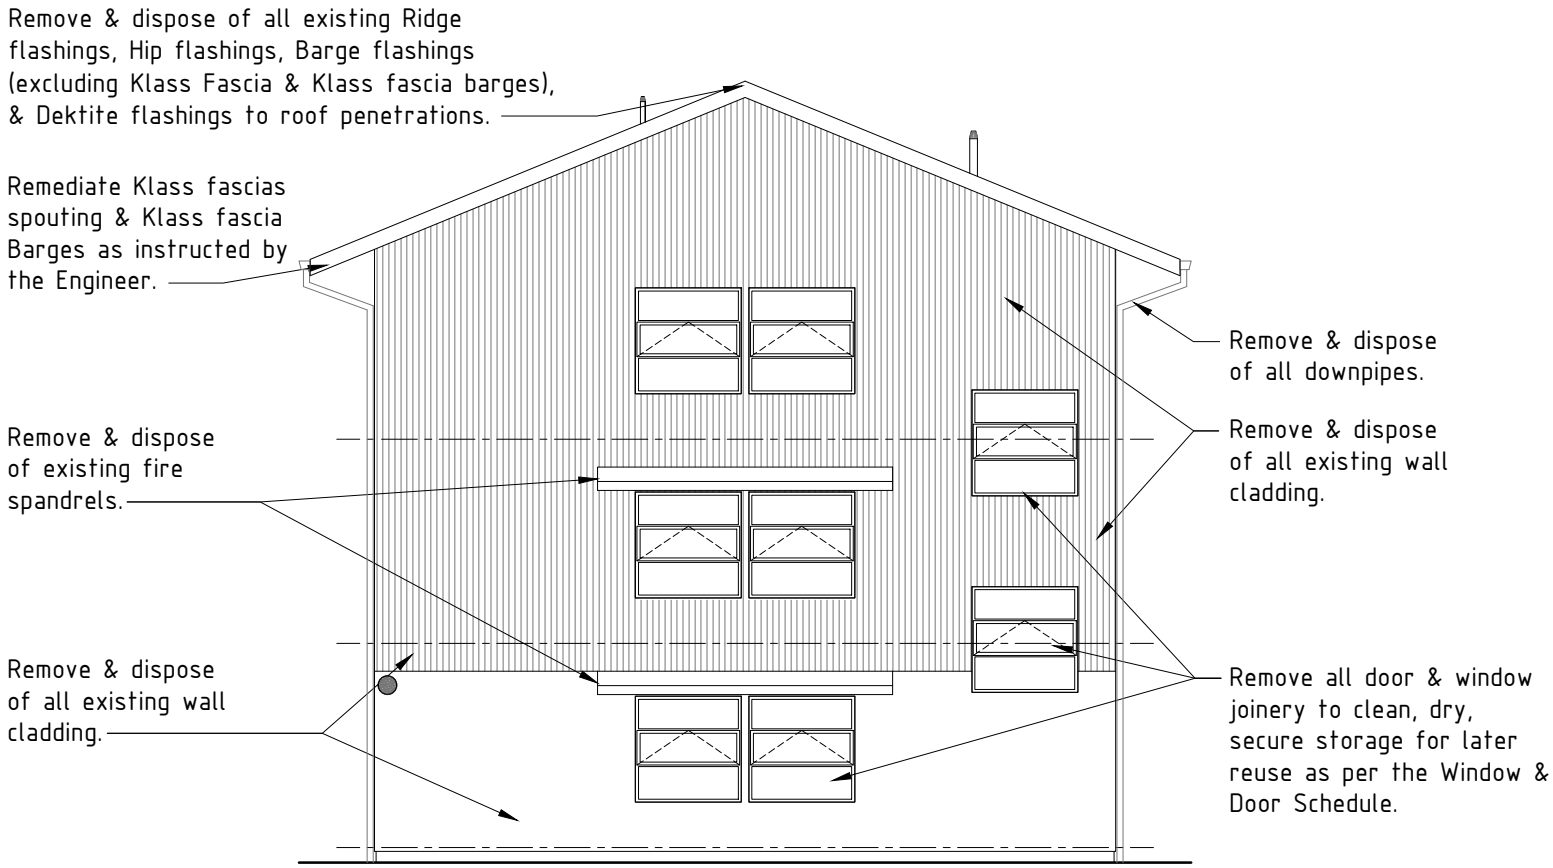 Remove & dispose of all existing Ridge
flashings, Hip flashings, Barge flashings
(excluding Klass Fascia & Klass fascia barges),
& Dektite flashings to roof penetrations.
Remediate Klass fascias
spouting & Klass fascia
Barges as instructed by
the Engineer.
Remove & dispose
of existing fire
spandrels.
Remove & dispose
of all existing wall
cladding.
Remove & dispose
of all downpipes.
Remove & dispose
of all existing wall
cladding.
Remove all door & window
joinery to clean, dry,
secure storage for later
reuse as per the Window &
Door Schedule.